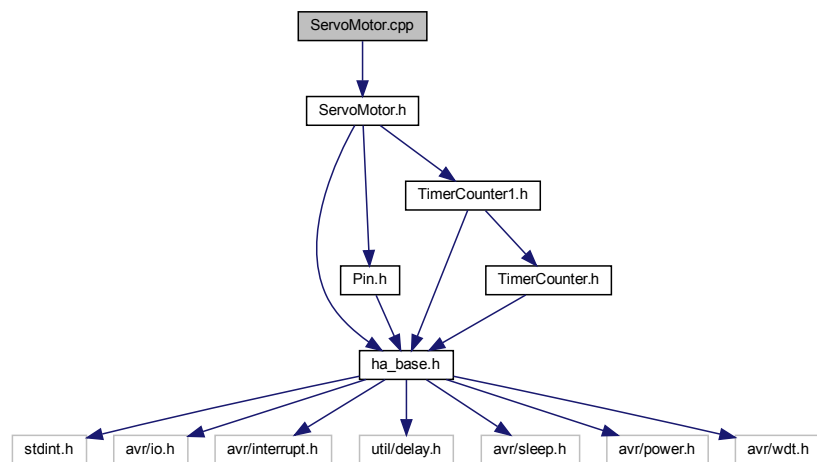 ServoMotor.cpp
ServoMotor.h
TimerCounter1.h
Pin.h
TimerCounter.h
ha_base.h
stdint.h
avr/io.h
avr/interrupt.h
util/delay.h
avr/sleep.h
avr/power.h
avr/wdt.h